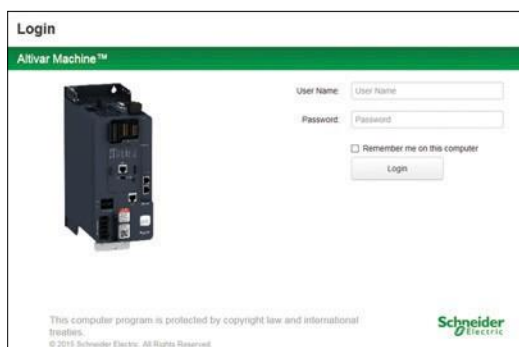 Login
Altivar Machine™
User Name: User Name
Password: Password
Remember me on this computer
Login
This computer program is protected by copyright law and international
treaties.
© 2015 Schneider Electric. All Rights Reserved.
Schneider
Electric